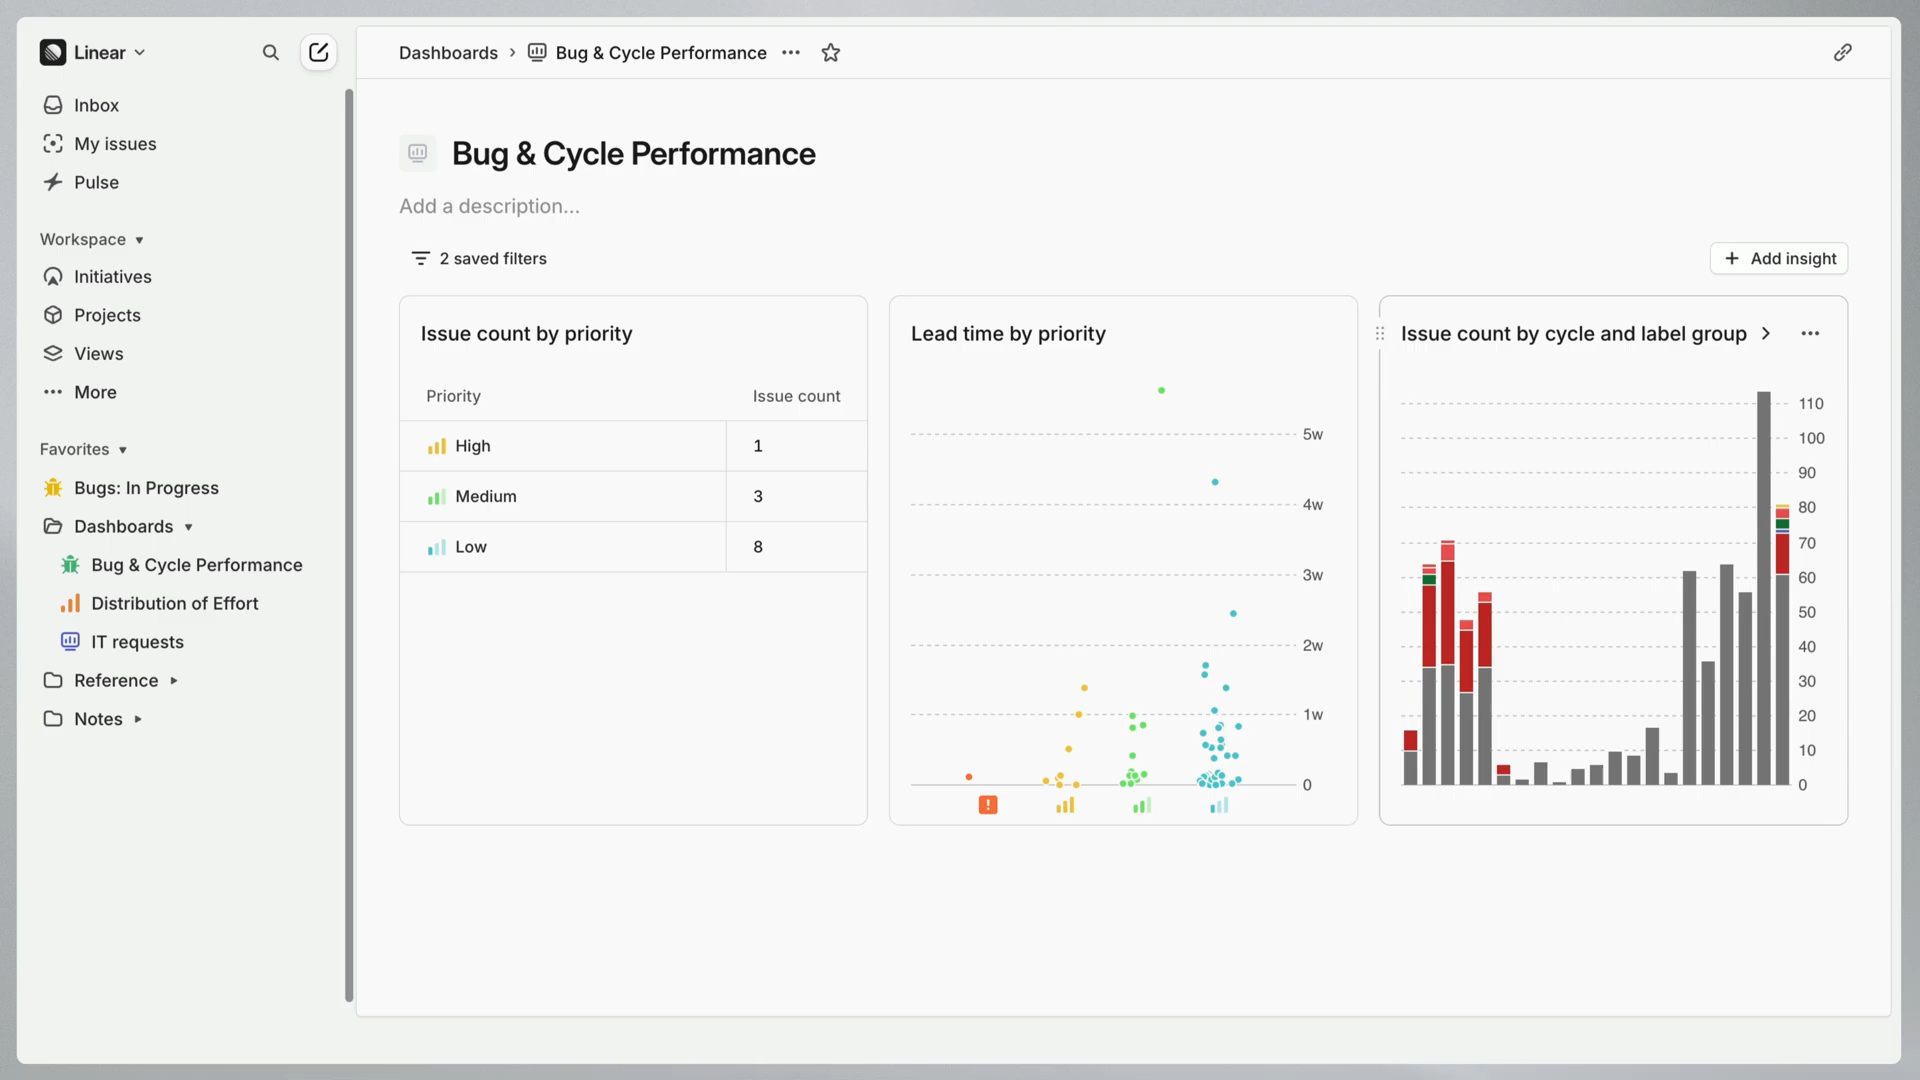 Linear
Inbox
My issues
Pulse
Workspace
Initiatives
Projects
Views
More
Favorites
Bugs: In Progress
Dashboards
Bug & Cycle Performance
Distribution of Effort
IT requests
Reference
Notes
Dashboards › Bug & Cycle Performance
Bug & Cycle Performance
Add a description...
2 saved filters
Add insight
Issue count by priority
Priority Issue count
High 1
Medium 3
Low 8
Lead time by priority
5w
4w
3w
2w
1w
0
!
Issue count by cycle and label group
110
100
90
80
70
60
50
40
30
20
10
0